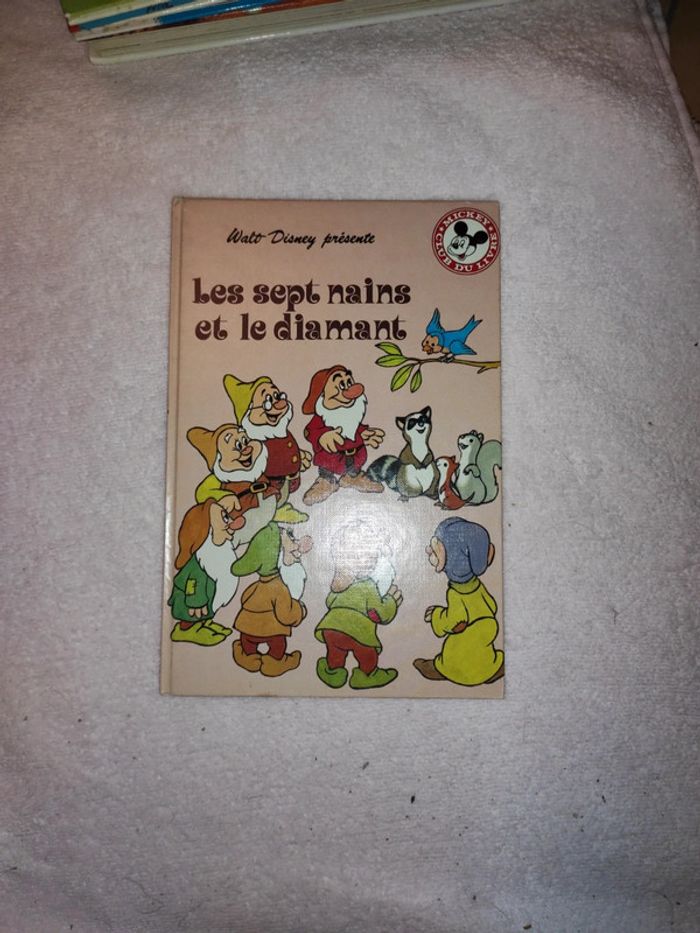 Walt Disney présente
MICKEY
CLUB DU LIVRE
Les sept nains
et le diamant